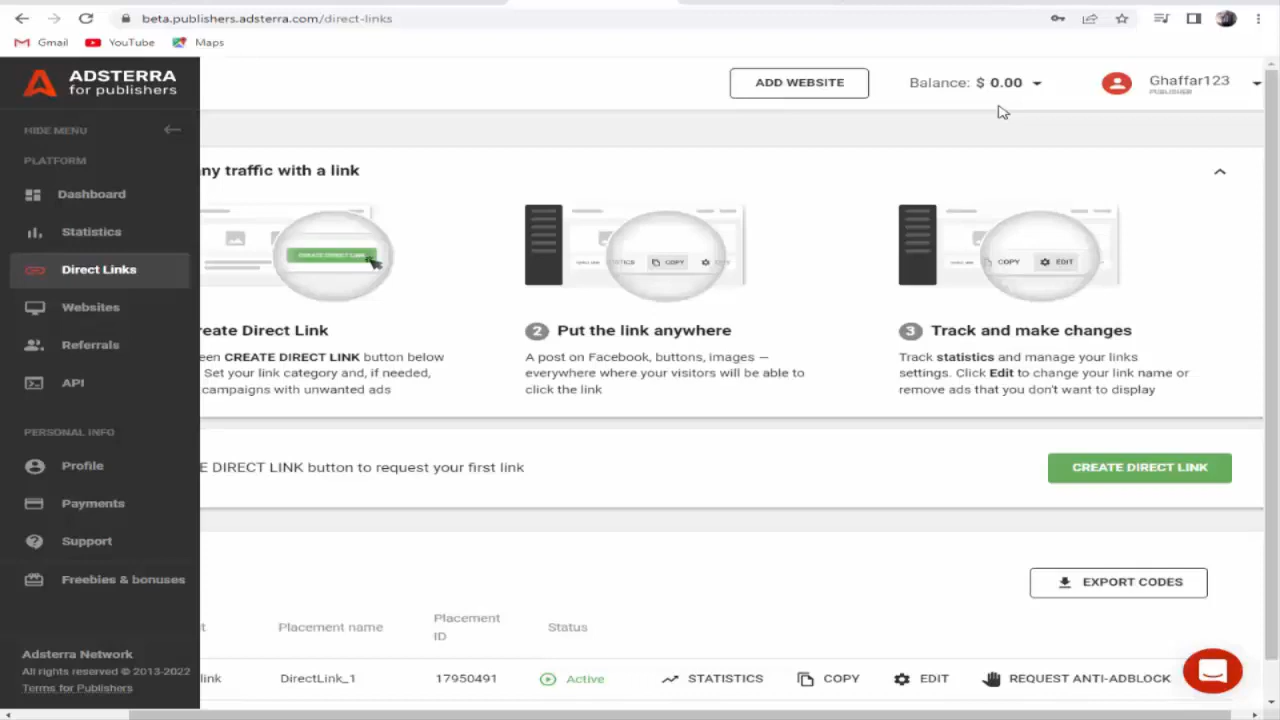 beta.publishers.adsterra.com/direct-links
Gmail
YouTube
Maps
ADSTERRA
for publishers
HIDE MENU
PLATFORM
Dashboard
Statistics
Direct Links
Websites
Referrals
API
PERSONAL INFO
Profile
Payments
Support
Freebies & bonuses
Adsterra Network
All rights reserved © 2013-2022
Terms for Publishers
ADD WEBSITE
Balance: $ 0.00
Ghaffar123
PUBLISHER
ny traffic with a link
CREATE DIRECT LINK
COPY
COPY
EDIT
reate Direct Link
een CREATE DIRECT LINK button below
Set your link category and, if needed,
campaigns with unwanted ads
2 Put the link anywhere
A post on Facebook, buttons, images —
everywhere where your visitors will be able to
click the link
3 Track and make changes
Track statistics and manage your links
settings. Click Edit to change your link name or
remove ads that you don't want to display
E DIRECT LINK button to request your first link
CREATE DIRECT LINK
EXPORT CODES
t
Placement name
Placement
ID
Status
link
DirectLink_1
17950491
Active
STATISTICS
COPY
EDIT
REQUEST ANTI-ADBLOCK